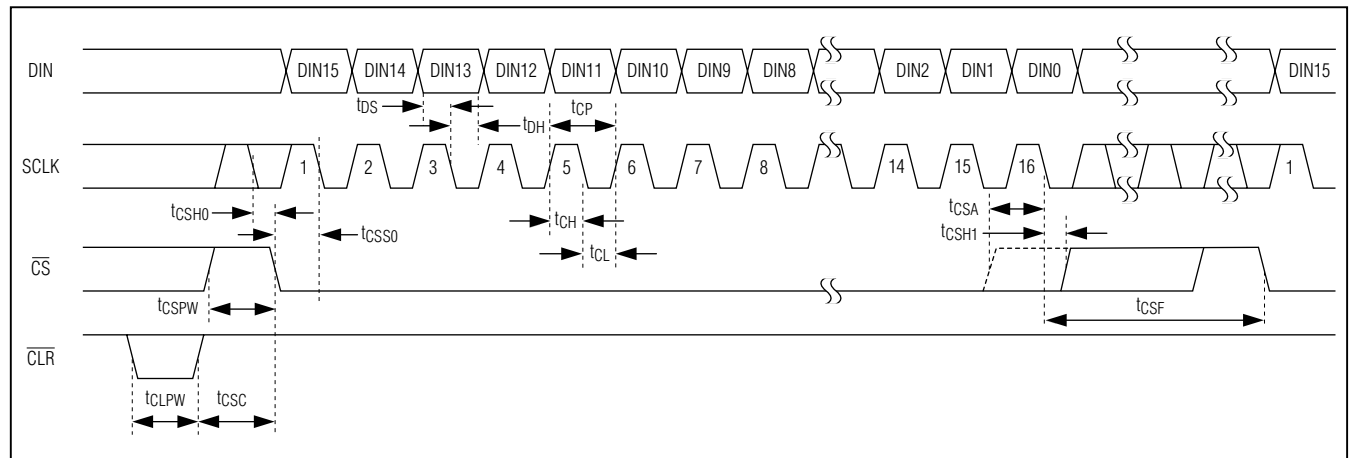 DIN DIN15 DIN14 DIN13 DIN12 DIN11 DIN10 DIN9 DIN8 DIN2 DIN1 DIN0 DIN15
tDS tDH tCP
SCLK 1 2 3 4 5 6 7 8 14 15 16 1
tCSH0 tCSS0 tCH tCL tCSA tCSH1
CS
tCSPW tCSF
CLR
tCLPW tCSC